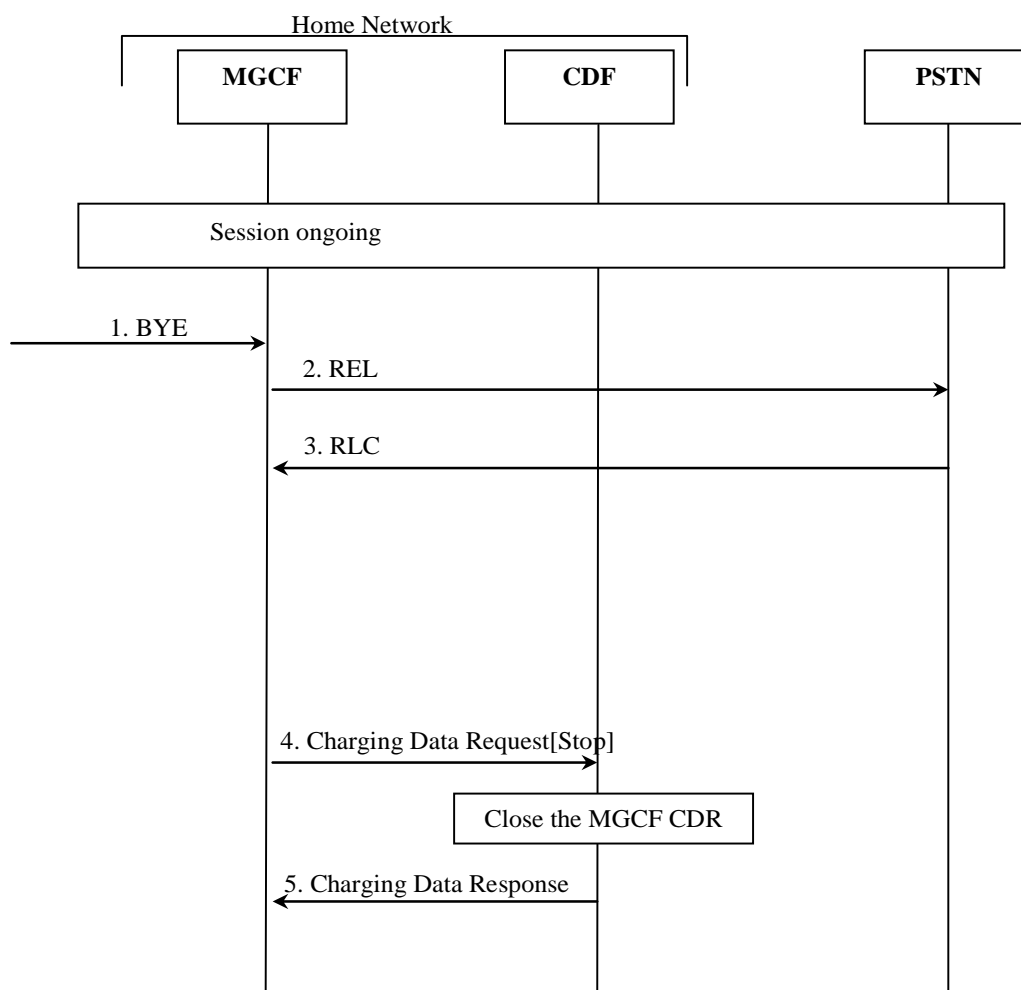 Home Network
MGCF
CDF
PSTN
Session ongoing
1. BYE
2. REL
3. RLC
4. Charging Data Request[Stop]
Close the MGCF CDR
5. Charging Data Response